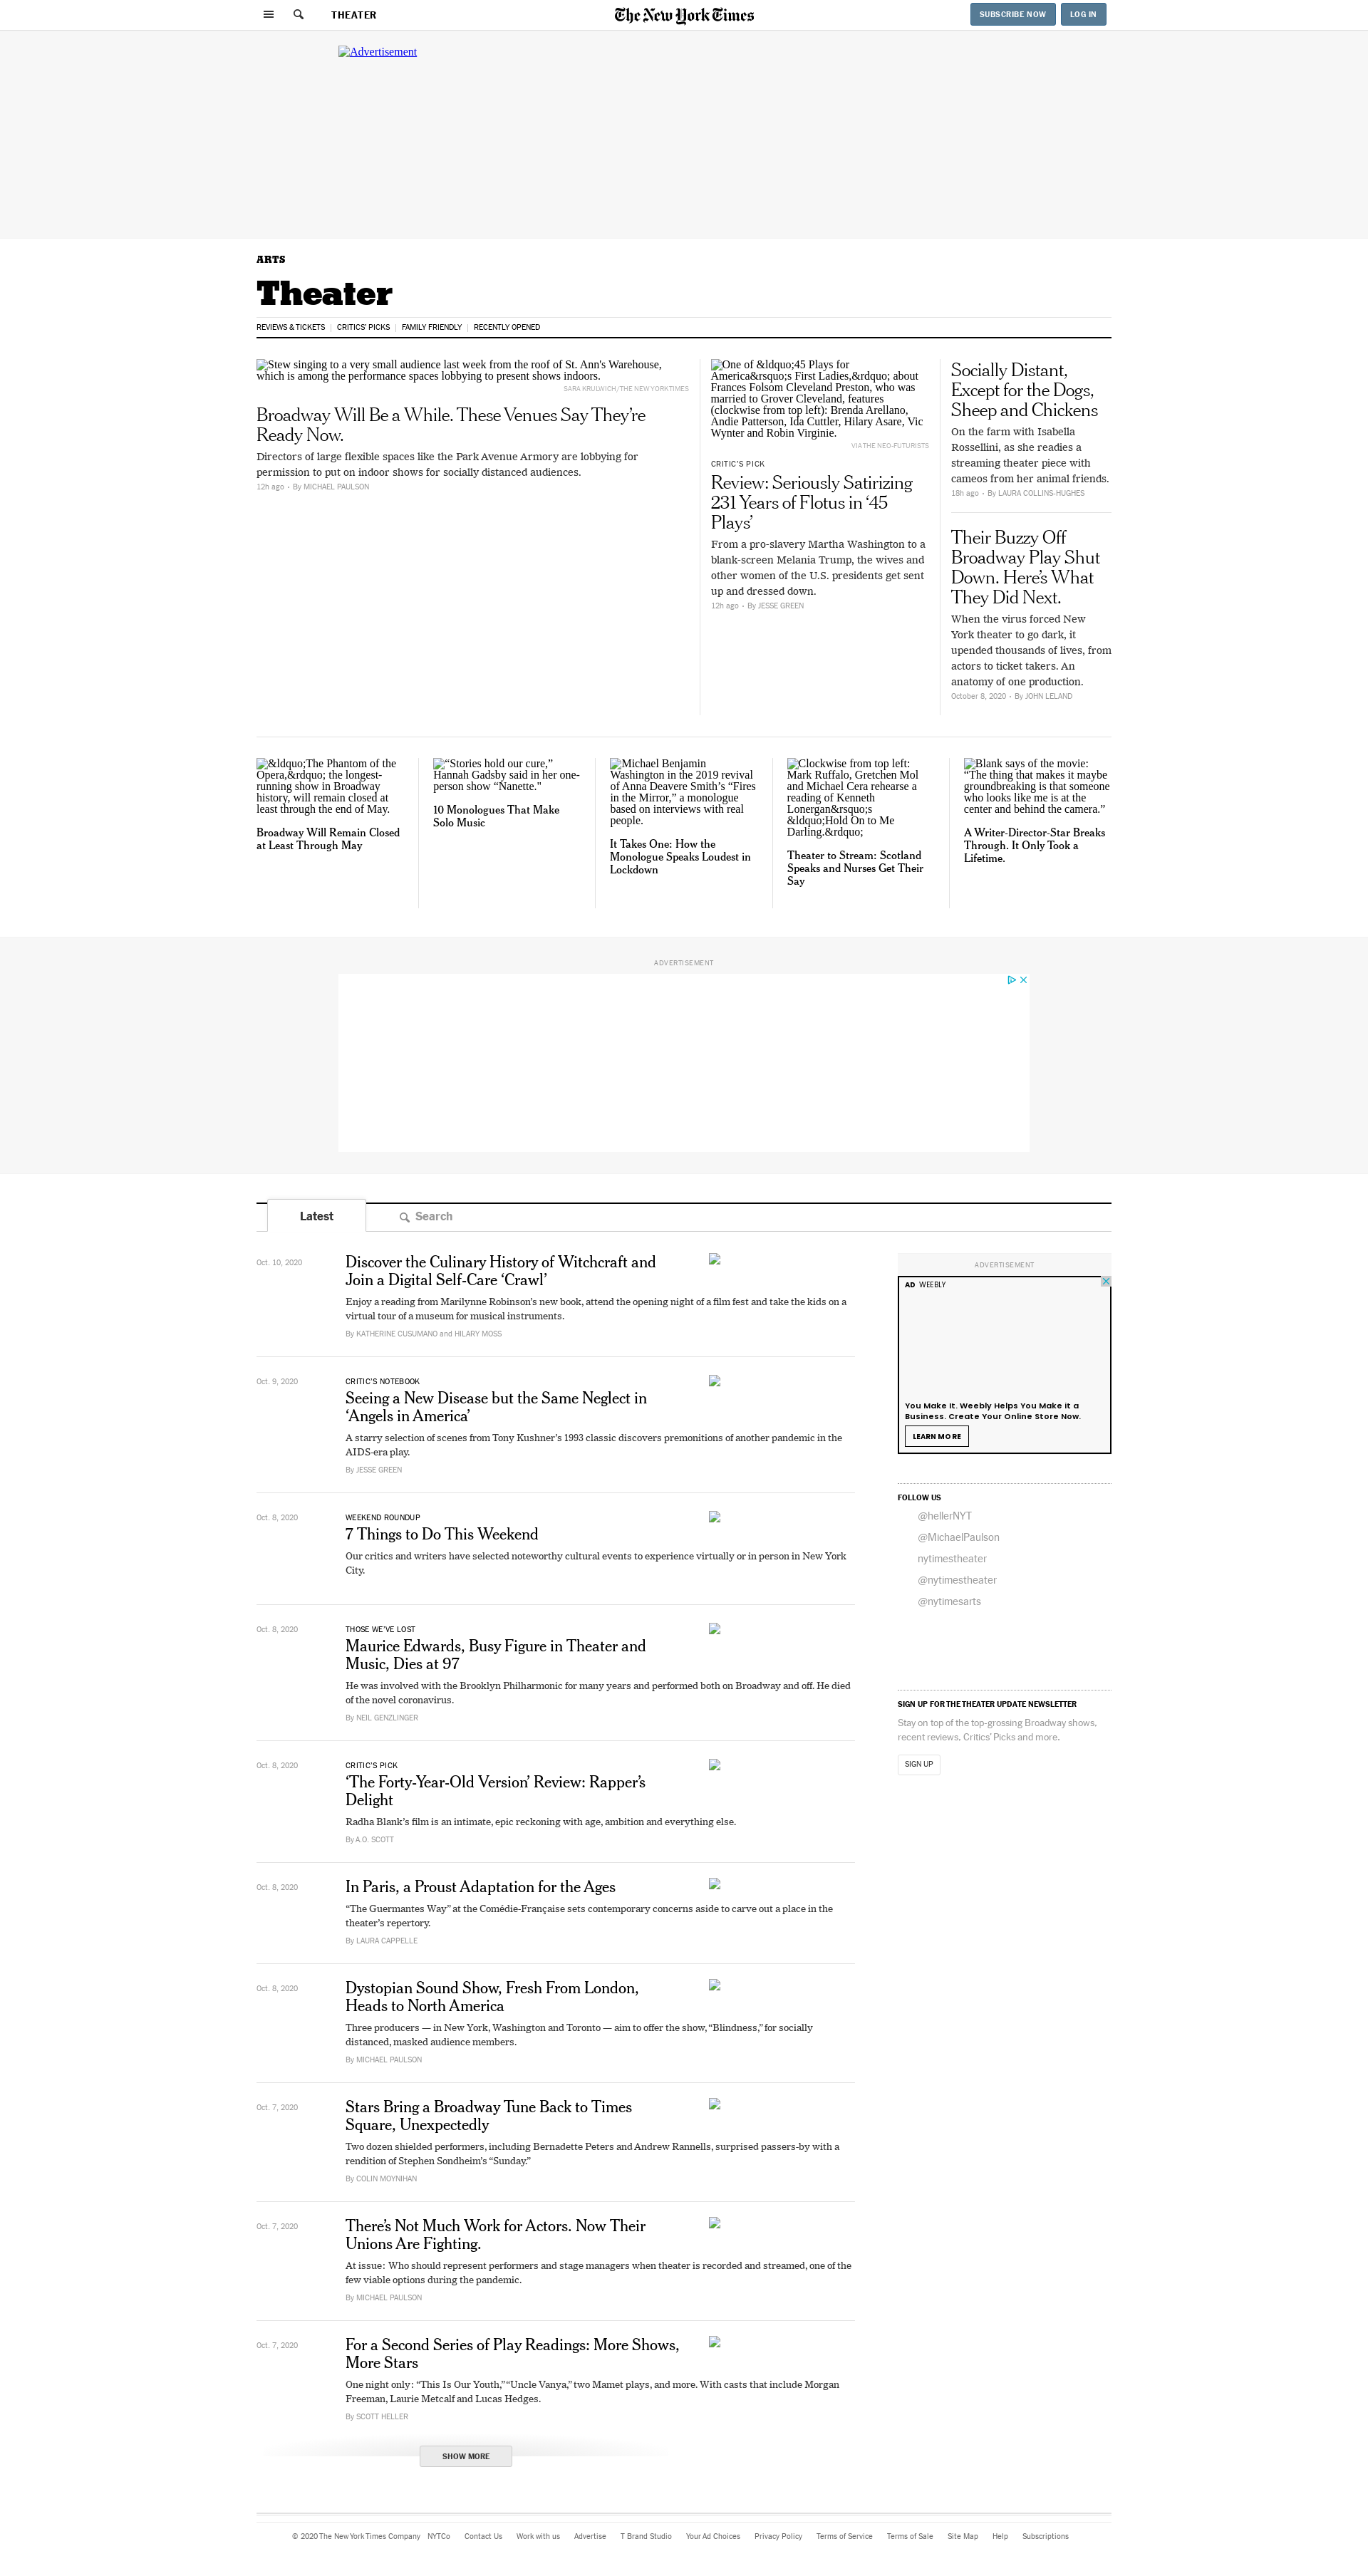 THEATER
The New York Times
SUBSCRIBE NOW
LOG IN
Advertisement
ARTS
Theater
REVIEWS & TICKETS
CRITICS' PICKS
FAMILY FRIENDLY
RECENTLY OPENED
Stew singing to a very small audience last week from the roof of St. Ann's Warehouse,
which is among the performance spaces lobbying to present shows indoors.
SARA KRULWICH/THE NEW YORK TIMES
Broadway Will Be a While. These Venues Say They’re
Ready Now.
Directors of large flexible spaces like the Park Avenue Armory are lobbying for
permission to put on indoor shows for socially distanced audiences.
12h ago • By MICHAEL PAULSON
One of &ldquo;45 Plays for
America&rsquo;s First Ladies,&rdquo; about
Frances Folsom Cleveland Preston, who was
married to Grover Cleveland, features
(clockwise from top left): Brenda Arellano,
Andie Patterson, Ida Cuttler, Hilary Asare, Vic
Wynter and Robin Virginie.
VIA THE NEO-FUTURISTS
CRITIC'S PICK
Review: Seriously Satirizing
231 Years of Flotus in ‘45
Plays’
From a pro-slavery Martha Washington to a
blank-screen Melania Trump, the wives and
other women of the U.S. presidents get sent
up and dressed down.
12h ago • By JESSE GREEN
Socially Distant,
Except for the Dogs,
Sheep and Chickens
On the farm with Isabella
Rossellini, as she readies a
streaming theater piece with
cameos from her animal friends.
18h ago • By LAURA COLLINS-HUGHES
Their Buzzy Off
Broadway Play Shut
Down. Here’s What
They Did Next.
When the virus forced New
York theater to go dark, it
upended thousands of lives, from
actors to ticket takers. An
anatomy of one production.
October 8, 2020 • By JOHN LELAND
&ldquo;The Phantom of the
Opera,&rdquo; the longest-
running show in Broadway
history, will remain closed at
least through the end of May.
Broadway Will Remain Closed
at Least Through May
“Stories hold our cure,”
Hannah Gadsby said in her one-
person show “Nanette."
10 Monologues That Make
Solo Music
Michael Benjamin
Washington in the 2019 revival
of Anna Deavere Smith’s “Fires
in the Mirror,” a monologue
based on interviews with real
people.
It Takes One: How the
Monologue Speaks Loudest in
Lockdown
Clockwise from top left:
Mark Ruffalo, Gretchen Mol
and Michael Cera rehearse a
reading of Kenneth
Lonergan&rsquo;s
&ldquo;Hold On to Me
Darling.&rdquo;
Theater to Stream: Scotland
Speaks and Nurses Get Their
Say
Blank says of the movie:
“The thing that makes it maybe
groundbreaking is that someone
who looks like me is at the
center and behind the camera.”
A Writer-Director-Star Breaks
Through. It Only Took a
Lifetime.
ADVERTISEMENT
Latest
Search
Oct. 10, 2020
Discover the Culinary History of Witchcraft and
Join a Digital Self-Care ‘Crawl’
Enjoy a reading from Marilynne Robinson’s new book, attend the opening night of a film fest and take the kids on a
virtual tour of a museum for musical instruments.
By KATHERINE CUSUMANO and HILARY MOSS
Oct. 9, 2020
CRITIC’S NOTEBOOK
Seeing a New Disease but the Same Neglect in
‘Angels in America’
A starry selection of scenes from Tony Kushner’s 1993 classic discovers premonitions of another pandemic in the
AIDS-era play.
By JESSE GREEN
Oct. 8, 2020
WEEKEND ROUNDUP
7 Things to Do This Weekend
Our critics and writers have selected noteworthy cultural events to experience virtually or in person in New York
City.
Oct. 8, 2020
THOSE WE’VE LOST
Maurice Edwards, Busy Figure in Theater and
Music, Dies at 97
He was involved with the Brooklyn Philharmonic for many years and performed both on Broadway and off. He died
of the novel coronavirus.
By NEIL GENZLINGER
Oct. 8, 2020
CRITIC’S PICK
‘The Forty-Year-Old Version’ Review: Rapper’s
Delight
Radha Blank’s film is an intimate, epic reckoning with age, ambition and everything else.
By A.O. SCOTT
Oct. 8, 2020
In Paris, a Proust Adaptation for the Ages
“The Guermantes Way” at the Comédie-Française sets contemporary concerns aside to carve out a place in the
theater’s repertory.
By LAURA CAPPELLE
Oct. 8, 2020
Dystopian Sound Show, Fresh From London,
Heads to North America
Three producers — in New York, Washington and Toronto — aim to offer the show, “Blindness,” for socially
distanced, masked audience members.
By MICHAEL PAULSON
Oct. 7, 2020
Stars Bring a Broadway Tune Back to Times
Square, Unexpectedly
Two dozen shielded performers, including Bernadette Peters and Andrew Rannells, surprised passers-by with a
rendition of Stephen Sondheim’s “Sunday.”
By COLIN MOYNIHAN
Oct. 7, 2020
There’s Not Much Work for Actors. Now Their
Unions Are Fighting.
At issue: Who should represent performers and stage managers when theater is recorded and streamed, one of the
few viable options during the pandemic.
By MICHAEL PAULSON
Oct. 7, 2020
For a Second Series of Play Readings: More Shows,
More Stars
One night only: “This Is Our Youth,” “Uncle Vanya,” two Mamet plays, and more. With casts that include Morgan
Freeman, Laurie Metcalf and Lucas Hedges.
By SCOTT HELLER
SHOW MORE
ADVERTISEMENT
AD WEEBLY
You Make It. Weebly Helps You Make it a
Business. Create Your Online Store Now.
LEARN MORE
FOLLOW US
@hellerNYT
@MichaelPaulson
nytimestheater
@nytimestheater
@nytimesarts
SIGN UP FOR THE THEATER UPDATE NEWSLETTER
Stay on top of the top-grossing Broadway shows,
recent reviews, Critics’ Picks and more.
SIGN UP
© 2020 The New York Times Company NYTCo Contact Us Work with us Advertise T Brand Studio Your Ad Choices Privacy Policy Terms of Service Terms of Sale Site Map Help Subscriptions